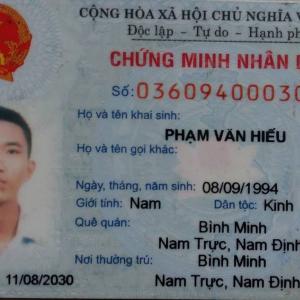 CỘNG HÒA XÃ HỘI CHỦ NGHĨA V
Độc lập - Tự do - Hạnh ph
CHỨNG MINH NHÂN
Số: 03609400030
Họ và tên khai sinh:
PHẠM VĂN HIẾU
Họ và tên gọi khác:
Ngày, tháng, năm sinh: 08/09/1994
Giới tính: Nam Dân tộc: Kinh
Quê quán: Bình Minh
Nam Trực, Nam Định
Nơi thường trú: Bình Minh
11/08/2030 Nam Trực, Nam Định